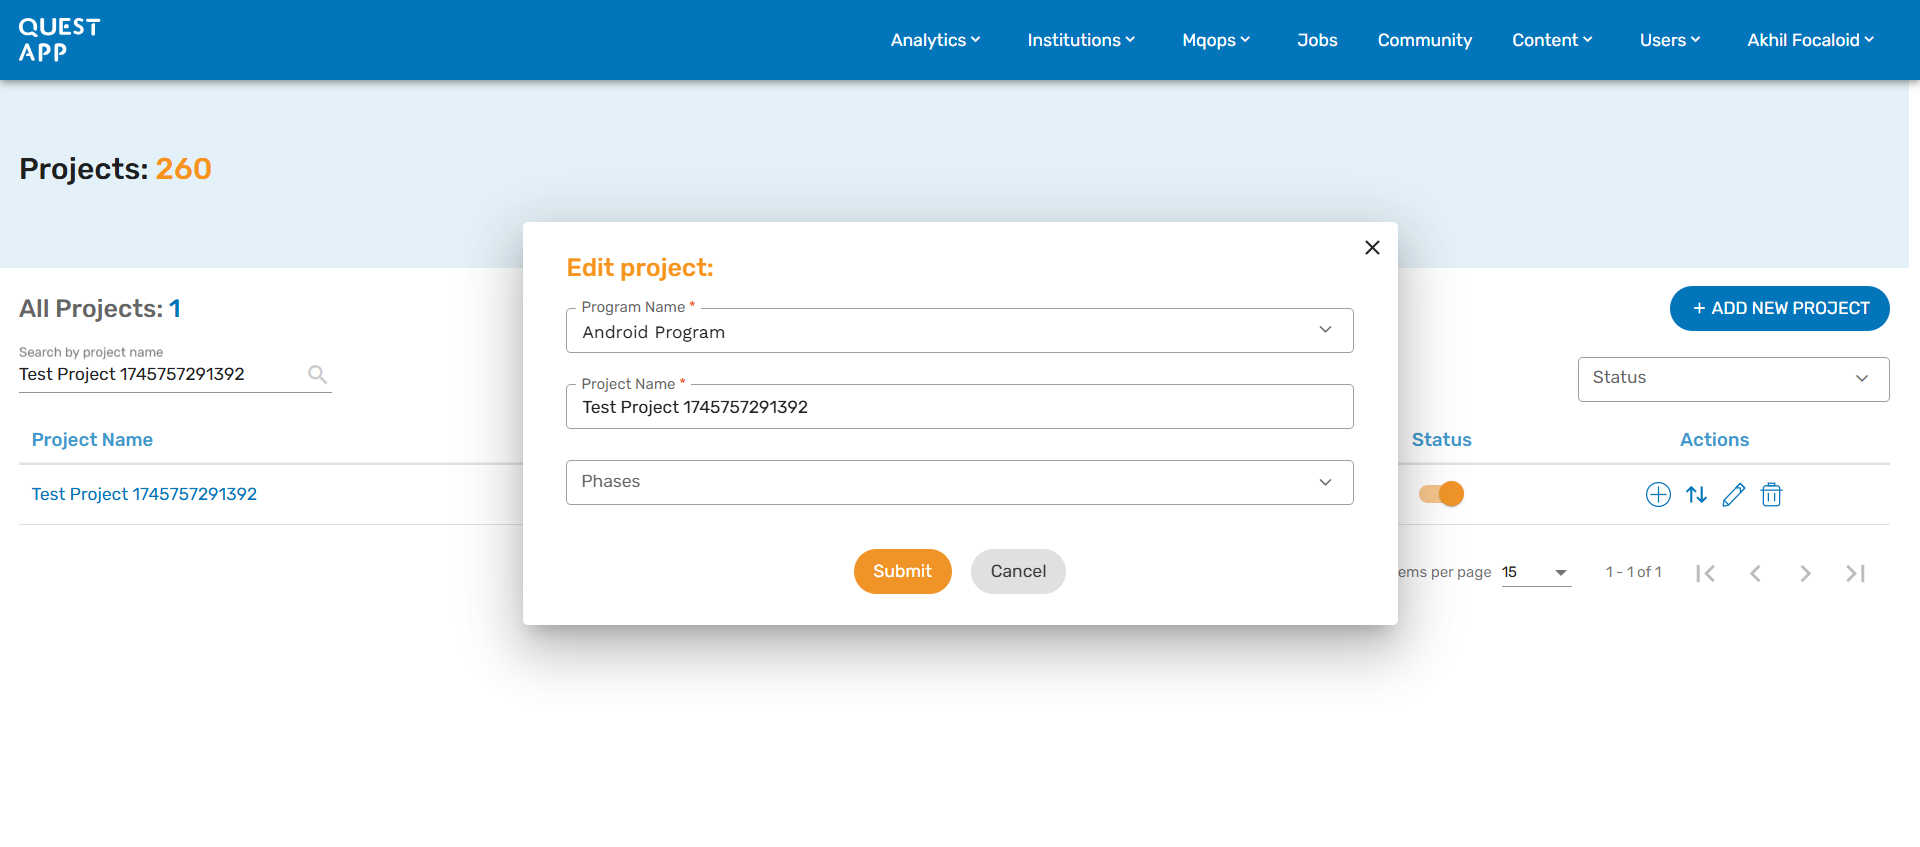 QUEST
APP
Analytics
Institutions
Mqops
Jobs
Community
Content
Users
Akhil Focaloid
Projects: 260
Edit project:
Program Name *
Android Program
Project Name *
Test Project 1745757291392
Phases
Submit
Cancel
All Projects: 1
+ ADD NEW PROJECT
Search by project name
Test Project 1745757291392
Status
Project Name
Status
Actions
Test Project 1745757291392
ems per page
15
1 - 1 of 1